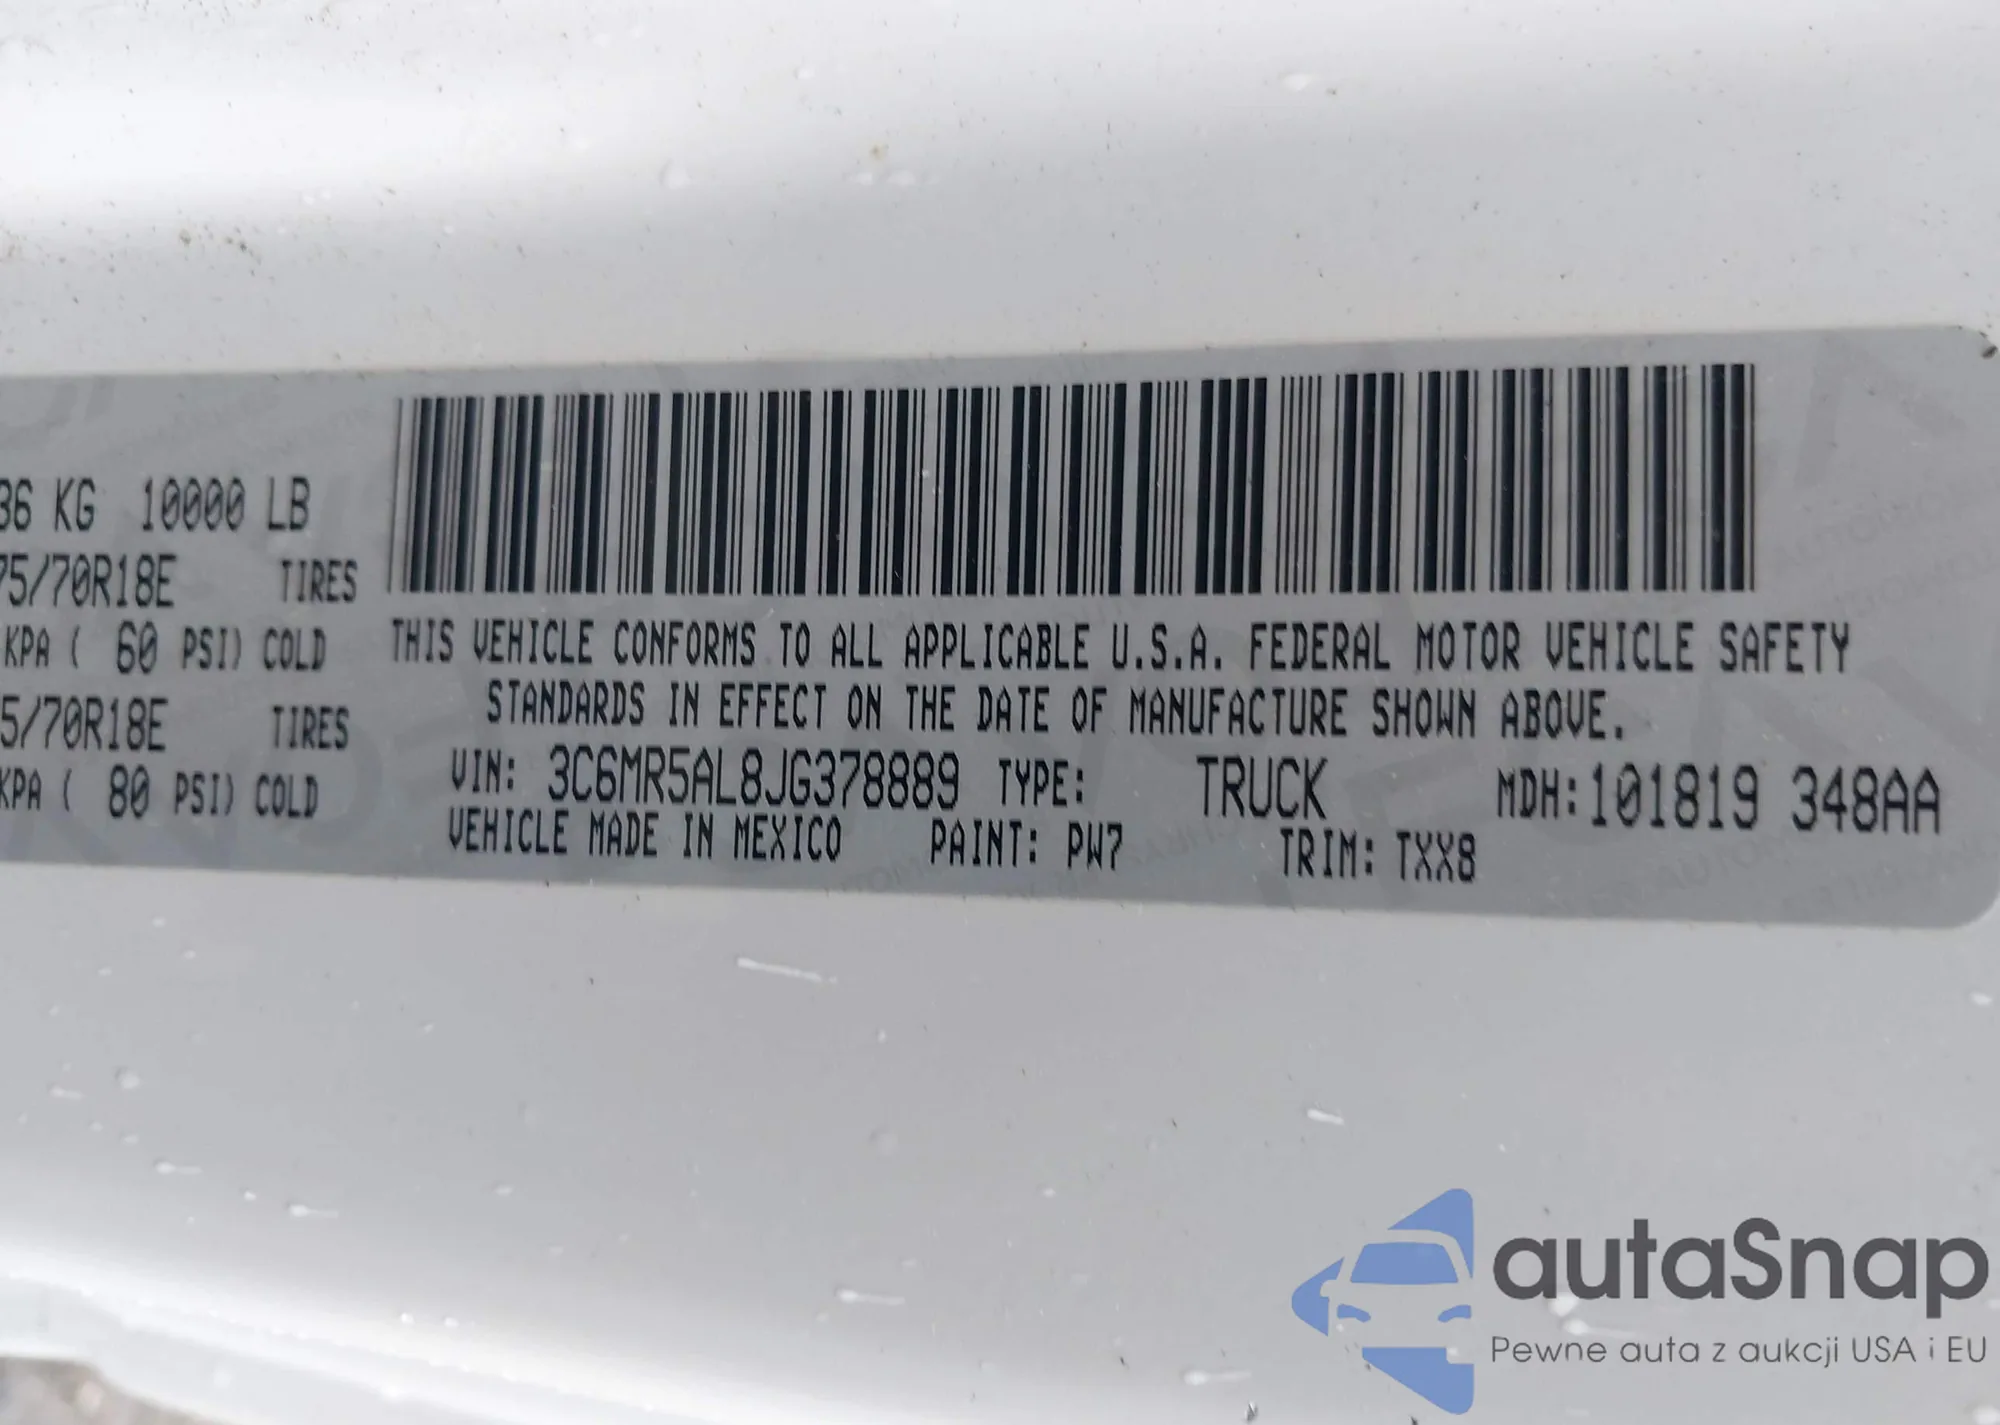 36 KG 10000 LB
75/70R18E TIRES
KPA ( 60 PSI) COLD
5/70R18E TIRES
KPA ( 80 PSI) COLD
THIS VEHICLE CONFORMS TO ALL APPLICABLE U.S.A. FEDERAL MOTOR VEHICLE SAFETY
STANDARDS IN EFFECT ON THE DATE OF MANUFACTURE SHOWN ABOVE.
VIN: 3C6MR5AL8JG378889 TYPE: TRUCK MDH:101819 348AA
VEHICLE MADE IN MEXICO PAINT: PW7 TRIM: TXX8
autaSnap
Pewne auta z aukcji USA i EU